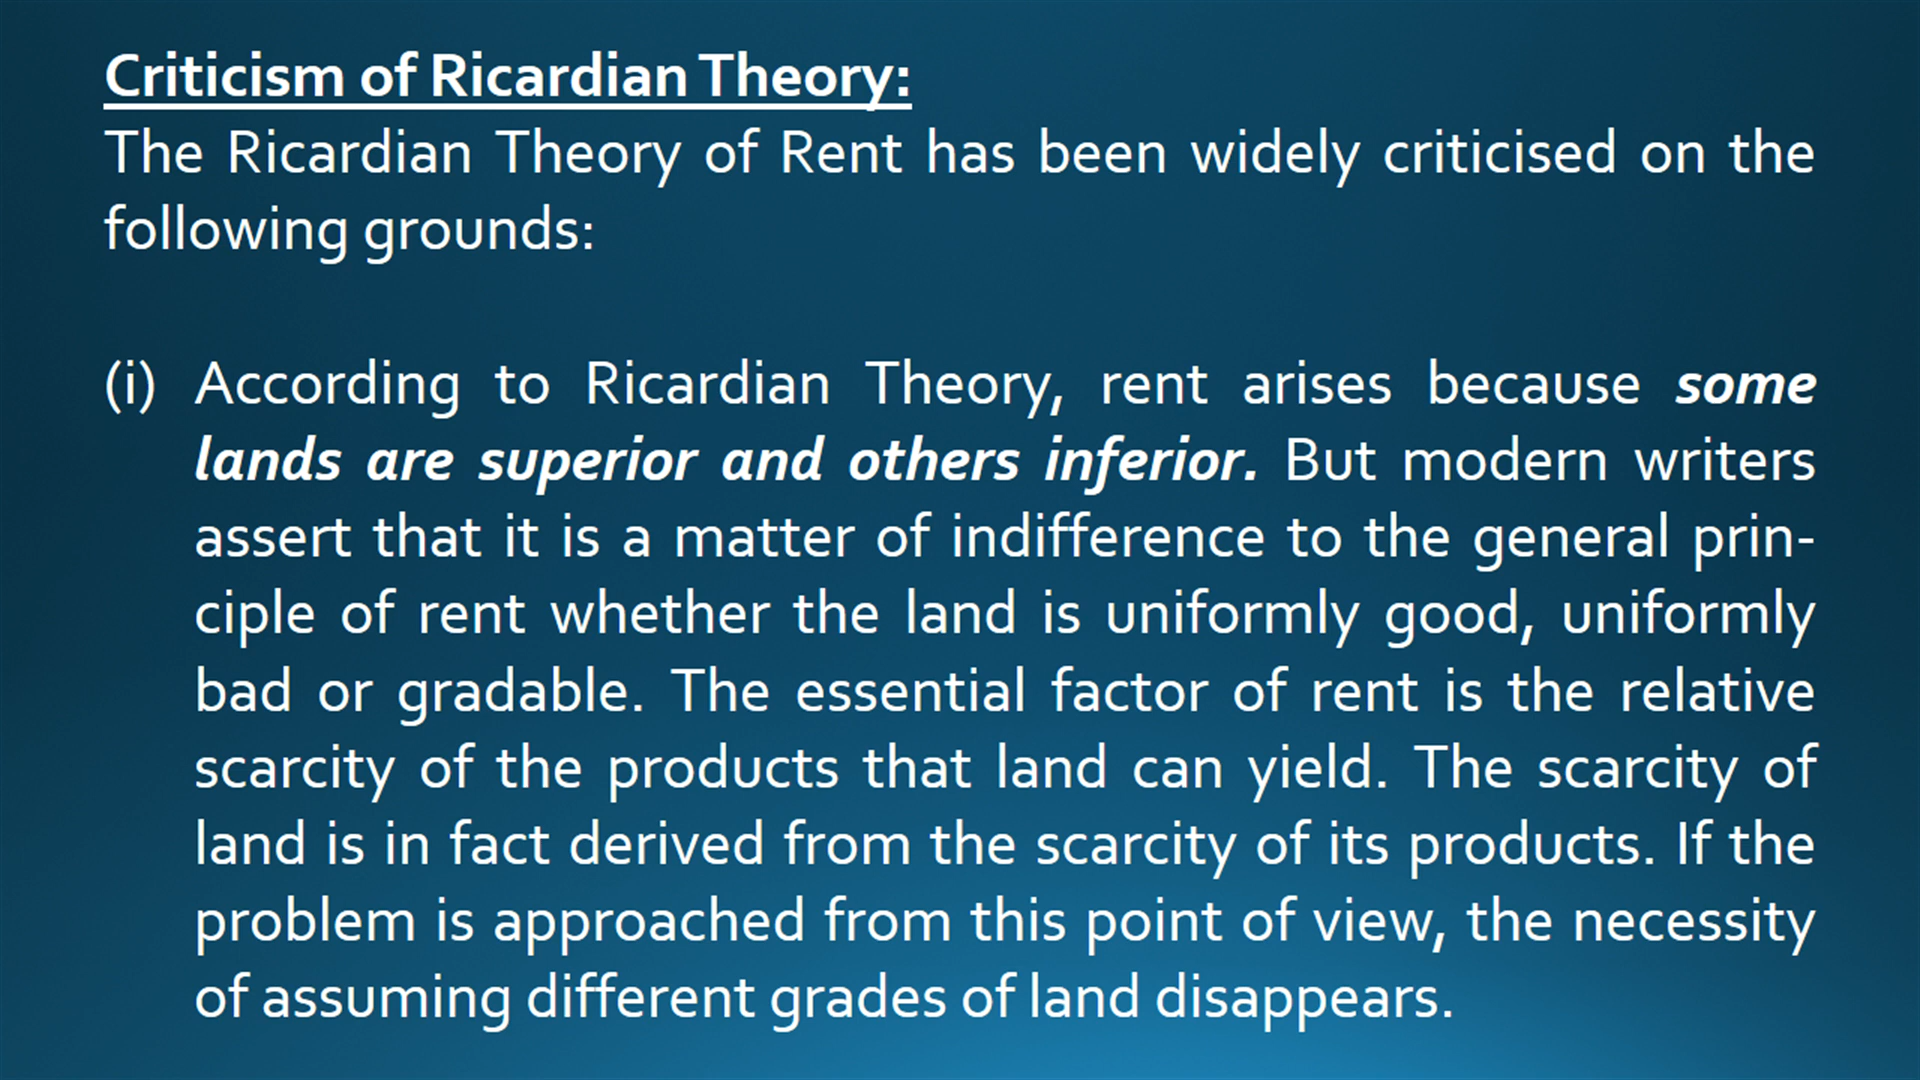 Criticism of Ricardian Theory:
The Ricardian Theory of Rent has been widely criticised on the
following grounds:
(i) According to Ricardian Theory, rent arises because some
lands are superior and others inferior. But modern writers
assert that it is a matter of indifference to the general prin-
ciple of rent whether the land is uniformly good, uniformly
bad or gradable. The essential factor of rent is the relative
scarcity of the products that land can yield. The scarcity of
land is in fact derived from the scarcity of its products. If the
problem is approached from this point of view, the necessity
of assuming different grades of land disappears.